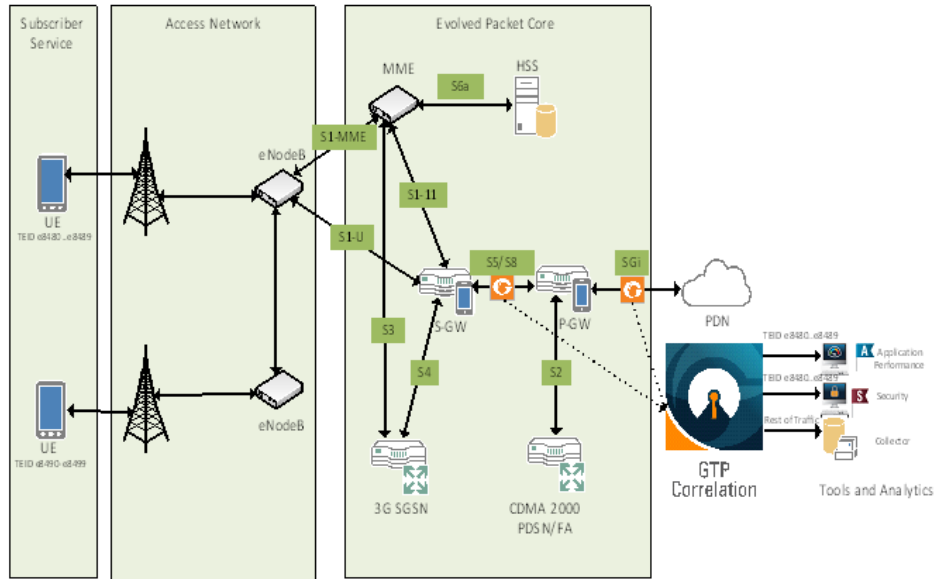 Subscriber
Service
Access Network
Evolved Packet Core
MME
HSS
S6a
S1-MME
eNodeB
S1-11
UE
TEID e8480..e8489
S1-U
S5/S8
SGi
S-GW
P-GW
PDN
S3
S4
S2
TEID e8480..e8489
A
Application
Performance
TEID e8480..e8489
S
Security
Rest of Traffic
Collector
eNodeB
UE
TEID e8490-e8499
3G SGSN
CDMA 2000
PDSN/FA
GTP
Correlation
Tools and Analytics